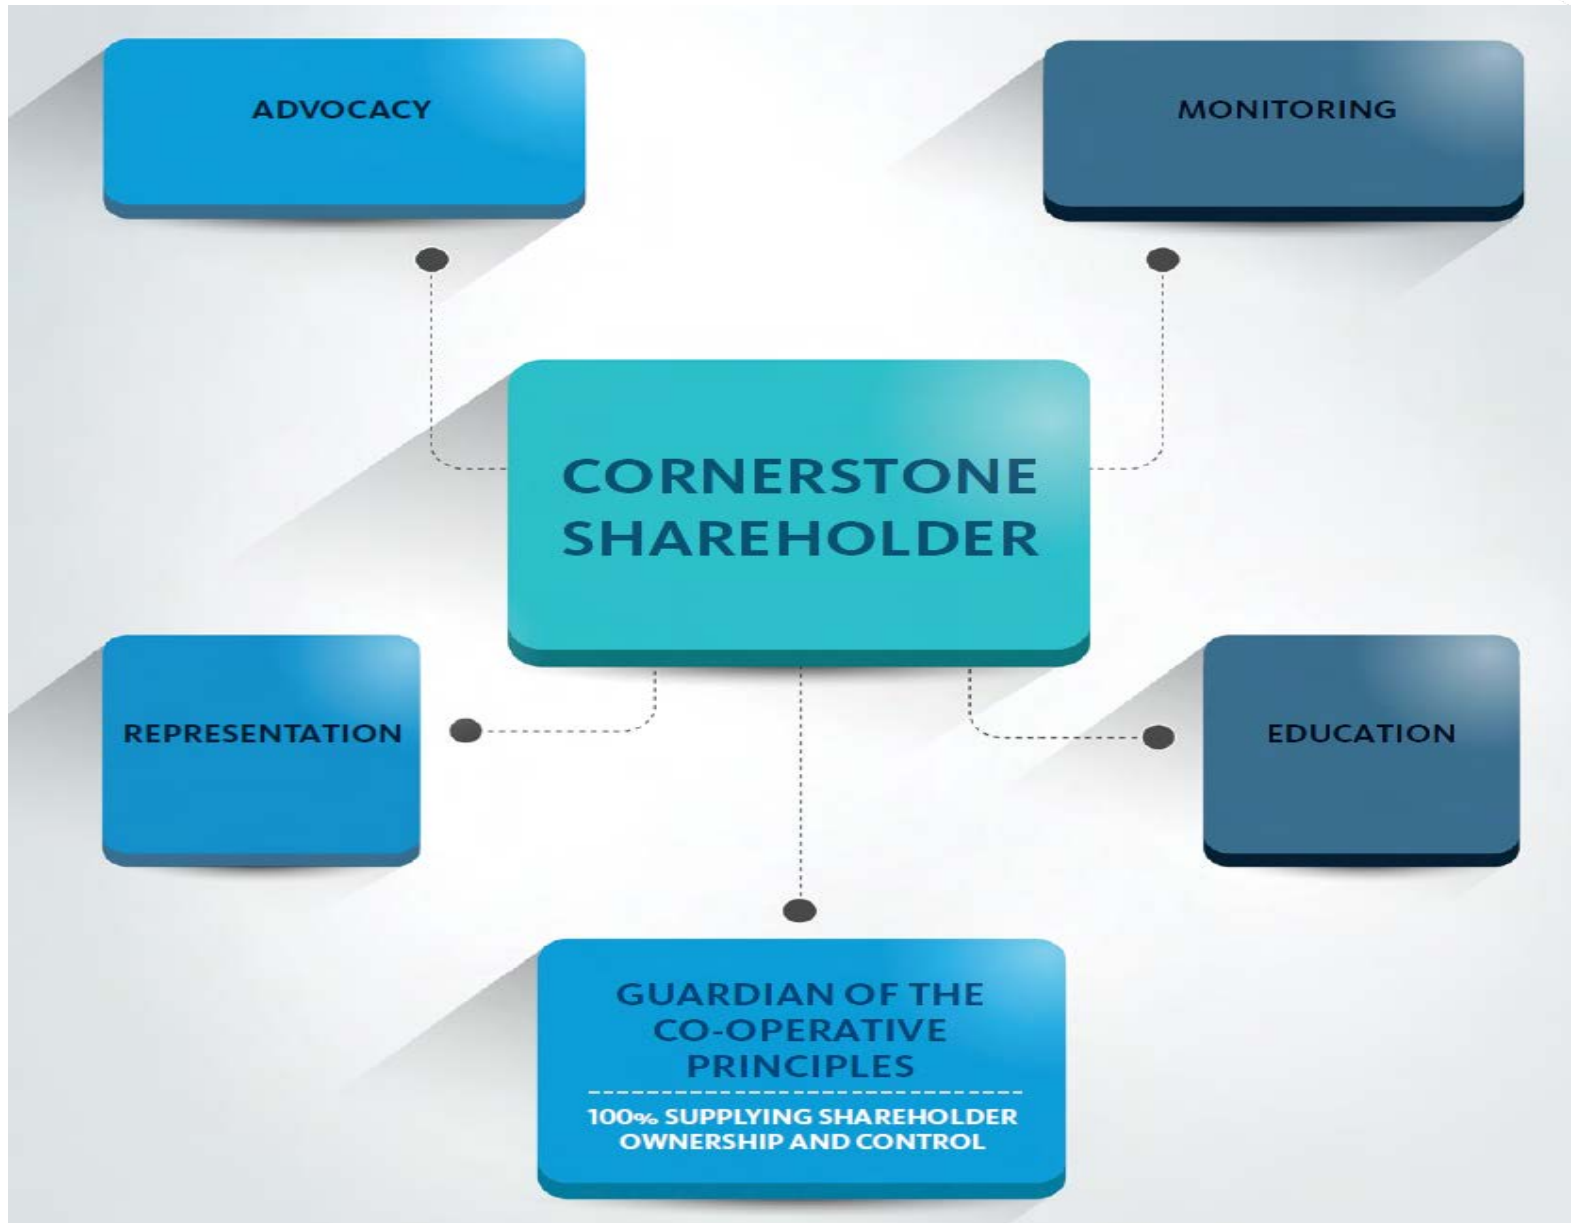 ADVOCACY
MONITORING
CORNERSTONE
SHAREHOLDER
REPRESENTATION
EDUCATION
GUARDIAN OF THE
CO-OPERATIVE
PRINCIPLES
100% SUPPLYING SHAREHOLDER
OWNERSHIP AND CONTROL